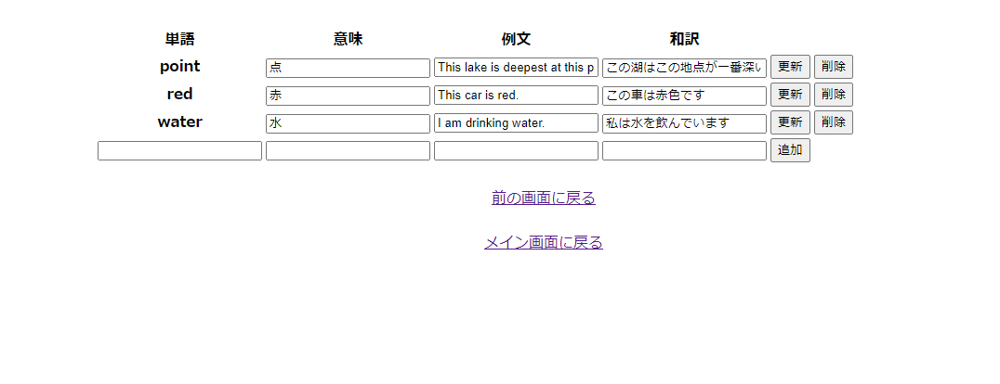 単語 意味 例文 和訳
point 点 This lake is deepest at this p この湖はこの地点が一番深い 更新 削除
red 赤 This car is red. この車は赤色です 更新 削除
water 水 I am drinking water. 私は水を飲んでいます 更新 削除
追加
前の画面に戻る
メイン画面に戻る